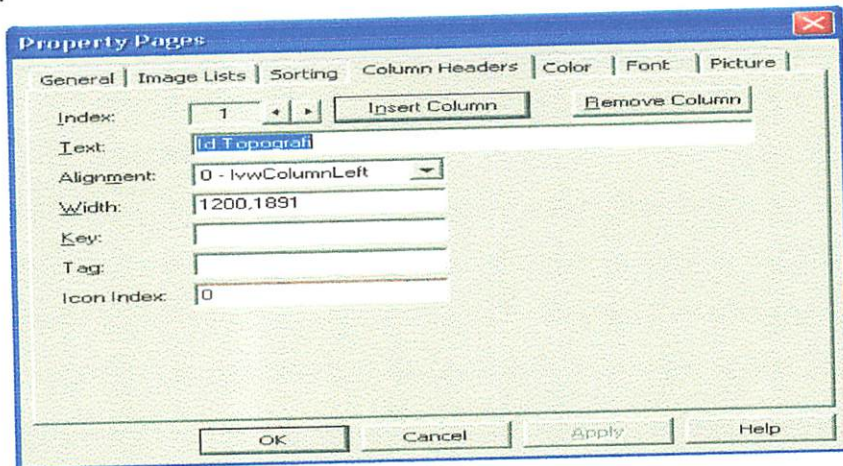 Property Pages
General Image Lists Sorting Column Headers Color Font Picture
Index: 1 Insert Column Remove Column
Text: Id Topografi
Alignment: 0 - lvwColumnLeft
Width: 1200,1891
Key:
Tag:
Icon Index: 0
OK Cancel Apply Help